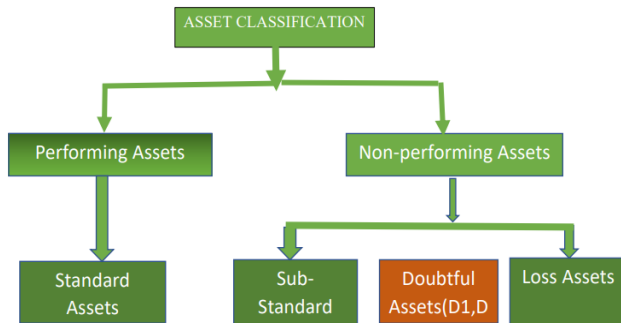 ASSET CLASSIFICATION
Performing Assets
Non-performing Assets
Standard
Assets
Sub-
Standard
Doubtful
Assets(D1,D
Loss Assets